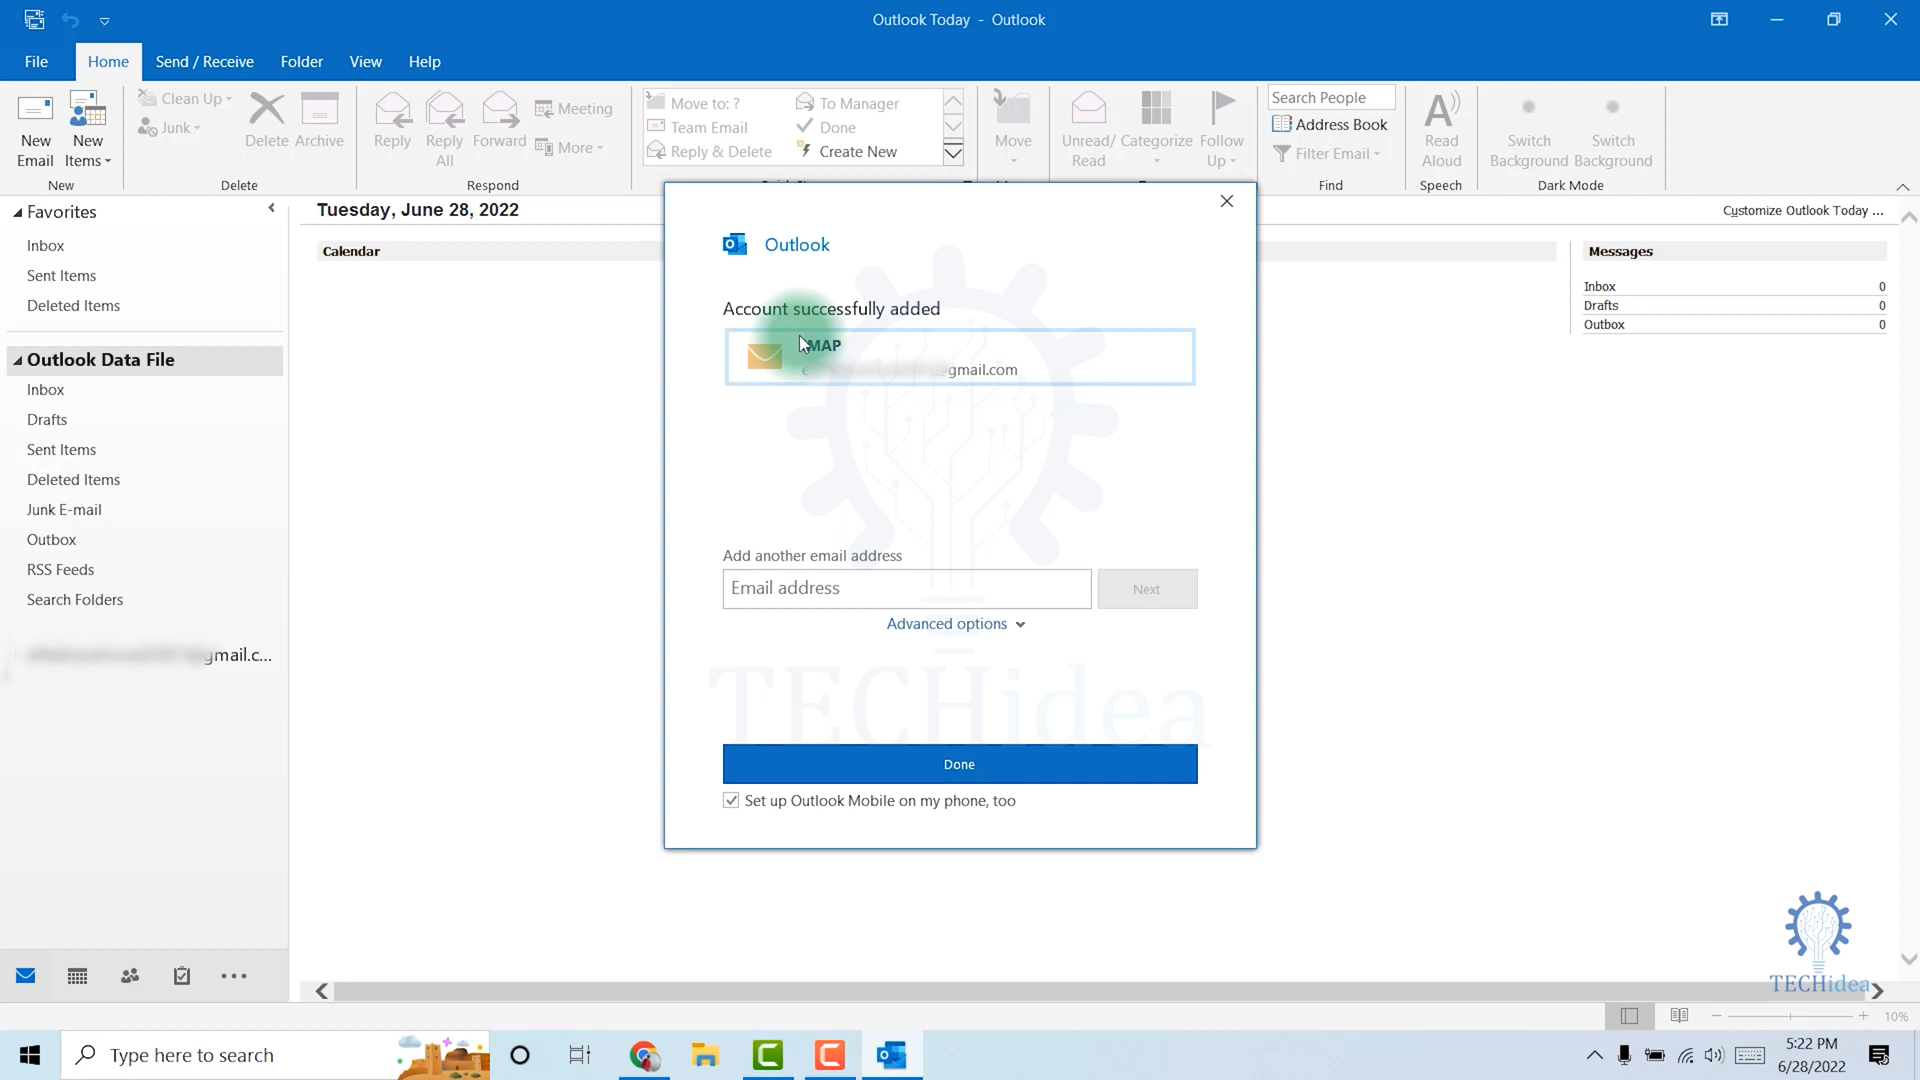 Outlook Today - Outlook
File Home Send / Receive Folder View Help
New Email
New Items
Clean Up
Junk
Delete
Archive
Reply
Reply All
Forward
Meeting
More
Move to: ?
Team Email
Reply & Delete
To Manager
Done
Create New
Move
Unread/ Read
Categorize
Follow Up
Search People
Address Book
Filter Email
Read Aloud
Switch Background
Switch Background
New
Delete
Respond
Find
Speech
Dark Mode
Favorites
Inbox
Sent Items
Deleted Items
Outlook Data File
Inbox
Drafts
Sent Items
Deleted Items
Junk E-mail
Outbox
RSS Feeds
Search Folders
gmail.c...
Tuesday, June 28, 2022
Customize Outlook Today ...
Calendar
Messages
Inbox 0
Drafts 0
Outbox 0
Outlook
Account successfully added
MAP
gmail.com
Add another email address
Email address
Next
Advanced options
TECHidea
Done
Set up Outlook Mobile on my phone, too
TECHidea
10%
Type here to search
5:22 PM
6/28/2022